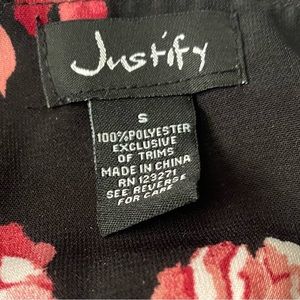 Justify
S
100%POLYESTER
EXCLUSIVE
OF TRIMS
MADE IN CHINA
RN 123271
SEE REVERSE
FOR CARE